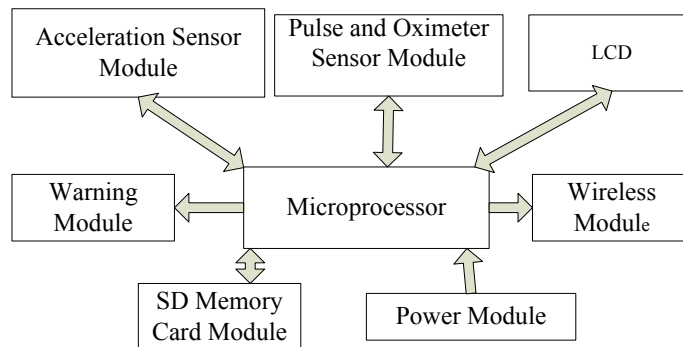 Acceleration Sensor
Module
Pulse and Oximeter
Sensor Module
LCD
Warning
Module
Microprocessor
Wireless
Module
SD Memory
Card Module
Power Module